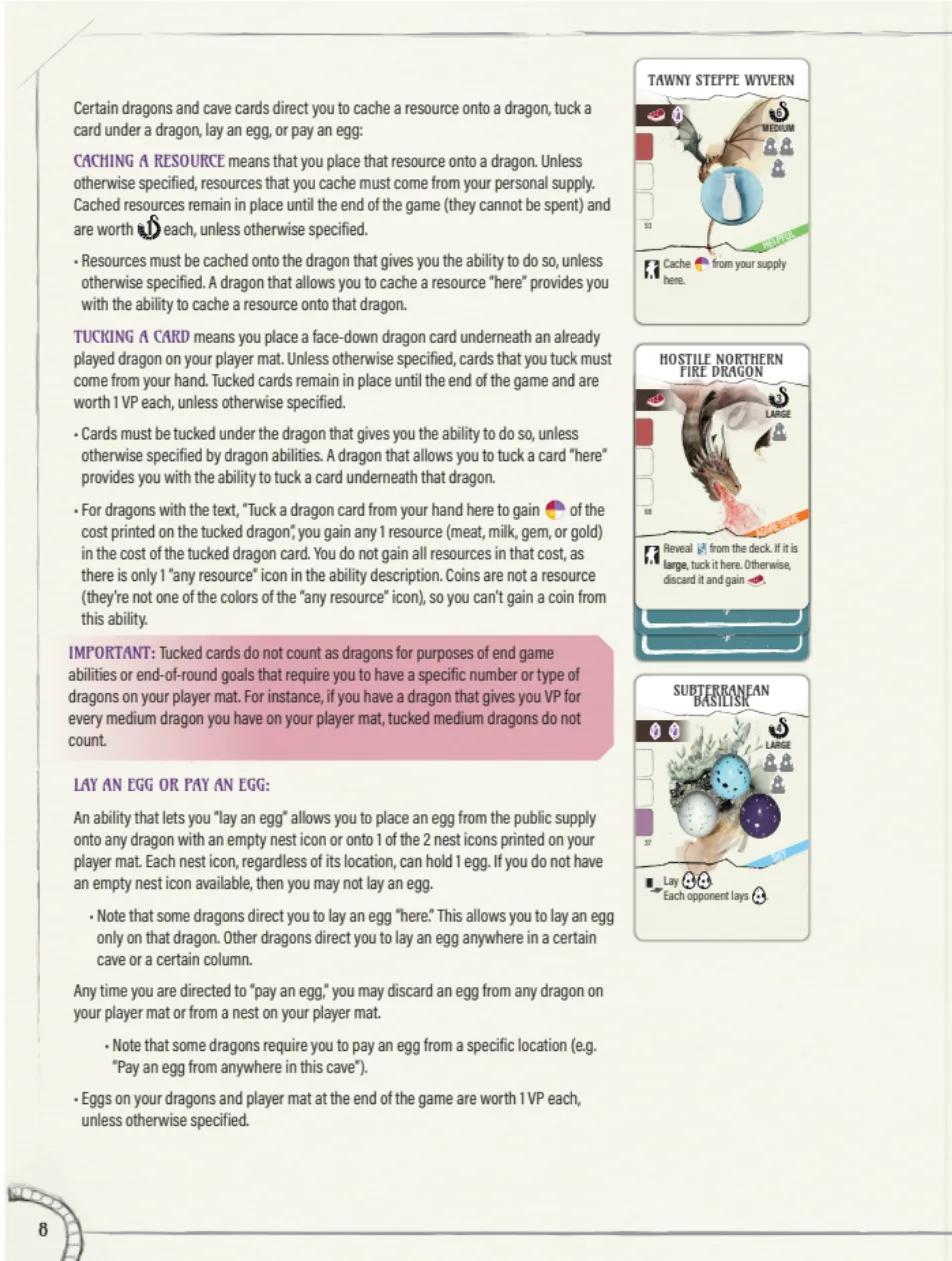 Certain dragons and cave cards direct you to cache a resource onto a dragon, tuck a
card under a dragon, lay an egg, or pay an egg:
CACHING A RESOURCE means that you place that resource onto a dragon. Unless
otherwise specified, resources that you cache must come from your personal supply.
Cached resources remain in place until the end of the game (they cannot be spent) and
are worth 1 each, unless otherwise specified.
• Resources must be cached onto the dragon that gives you the ability to do so, unless
otherwise specified. A dragon that allows you to cache a resource "here" provides you
with the ability to cache a resource onto that dragon.
TUCKING A CARD means you place a face-down dragon card underneath an already
played dragon on your player mat. Unless otherwise specified, cards that you tuck must
come from your hand. Tucked cards remain in place until the end of the game and are
worth 1 VP each, unless otherwise specified.
• Cards must be tucked under the dragon that gives you the ability to do so, unless
otherwise specified by dragon abilities. A dragon that allows you to tuck a card "here"
provides you with the ability to tuck a card underneath that dragon.
• For dragons with the text, "Tuck a dragon card from your hand here to gain of the
cost printed on the tucked dragon", you gain any 1 resource (meat, milk, gem, or gold)
in the cost of the tucked dragon card. You do not gain all resources in that cost, as
there is only 1 "any resource" icon in the ability description. Coins are not a resource
(they're not one of the colors of the "any resource" icon), so you can't gain a coin from
this ability.
IMPORTANT: Tucked cards do not count as dragons for purposes of end game
abilities or end-of-round goals that require you to have a specific number or type of
dragons on your player mat. For instance, if you have a dragon that gives you VP for
every medium dragon you have on your player mat, tucked medium dragons do not
count.
LAY AN EGG OR PAY AN EGG:
An ability that lets you "lay an egg" allows you to place an egg from the public supply
onto any dragon with an empty nest icon or onto 1 of the 2 nest icons printed on your
player mat. Each nest icon, regardless of its location, can hold 1 egg. If you do not have
an empty nest icon available, then you may not lay an egg.
• Note that some dragons direct you to lay an egg "here." This allows you to lay an egg
only on that dragon. Other dragons direct you to lay an egg anywhere in a certain
cave or a certain column.
Any time you are directed to "pay an egg," you may discard an egg from any dragon on
your player mat or from a nest on your player mat.
• Note that some dragons require you to pay an egg from a specific location (e.g.
"Pay an egg from anywhere in this cave").
• Eggs on your dragons and player mat at the end of the game are worth 1 VP each,
unless otherwise specified.
8
TAWNY STEPPE WYVERN
6
MEDIUM
53
HELPFUL
Cache from your supply
here.
HOSTILE NORTHERN
FIRE DRAGON
3
LARGE
68
AGGRESSIVE
Reveal from the deck. If it is
large, tuck it here. Otherwise,
discard it and gain .
SUBTERRANEAN
BASILISK
4
LARGE
37
SHY
Lay .
Each opponent lays .